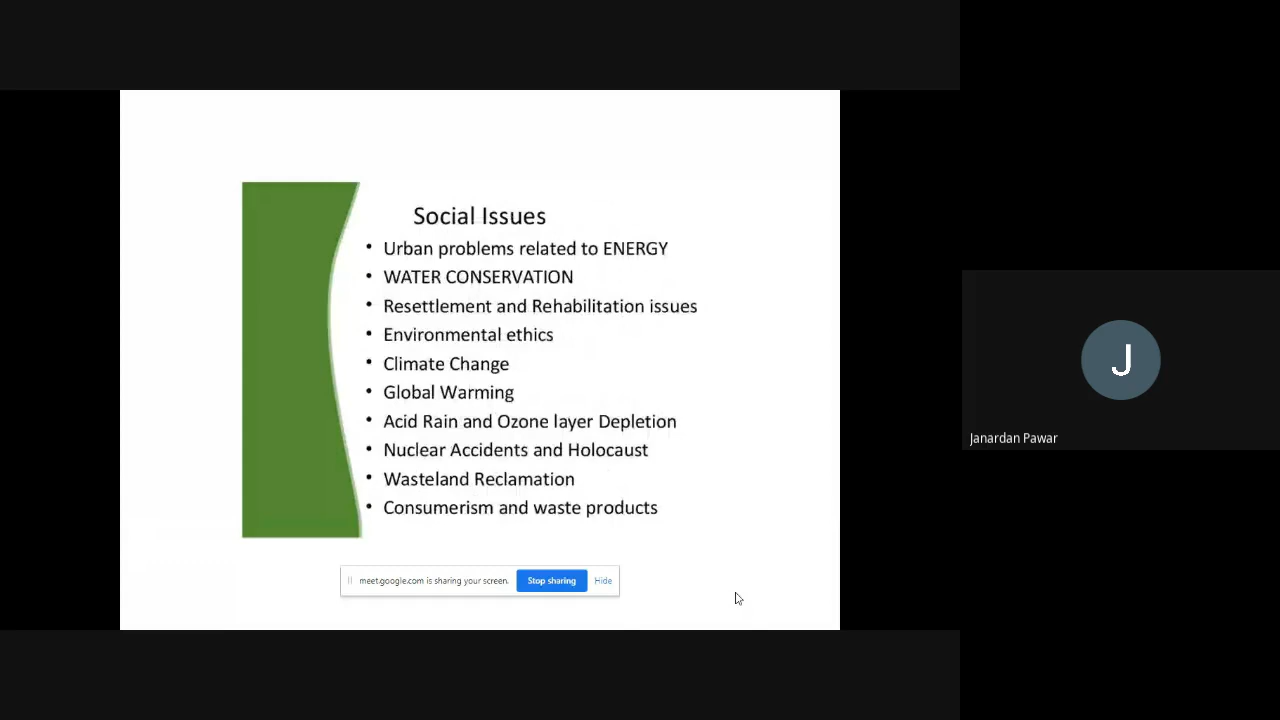 Social Issues
• Urban problems related to ENERGY
• WATER CONSERVATION
• Resettlement and Rehabilitation issues
• Environmental ethics
• Climate Change
• Global Warming
• Acid Rain and Ozone layer Depletion
• Nuclear Accidents and Holocaust
• Wasteland Reclamation
• Consumerism and waste products
meet.google.com is sharing your screen. Stop sharing Hide
J
Janardan Pawar